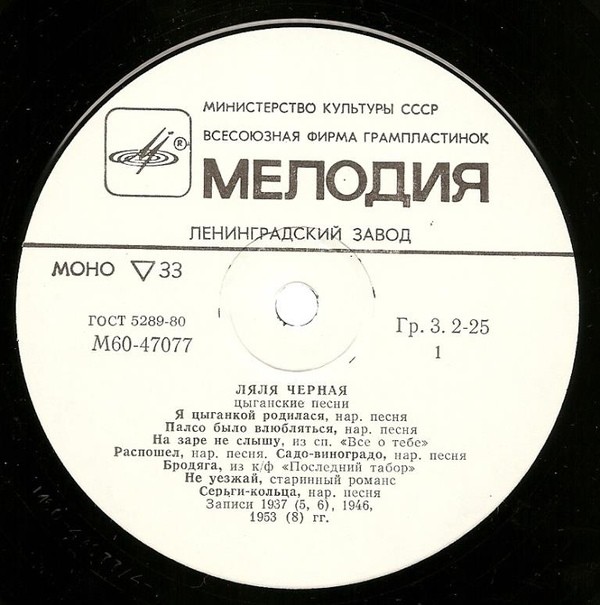 МИНИСТЕРСТВО КУЛЬТУРЫ СССР
®
ВСЕСОЮЗНАЯ ФИРМА ГРАМПЛАСТИНОК
МЕЛОДИЯ
ЛЕНИНГРАДСКИЙ ЗАВОД
МОНО ▽ 33
ГОСТ 5289-80
М60-47077
Гр. 3. 2-25
1
ЛЯЛЯ ЧЕРНАЯ
цыганские песни
Я цыганкой родилася, нар. песня
Палсо было влюбляться, нар. песня
На заре не слышу, из сп. «Все о тебе»
Распошел, нар. песня. Садо-виноградо, нар. песня
Бродяга, из к/ф «Последний табор»
Не уезжай, старинный романс
Серьги-кольца, нар. песня
Записи 1937 (5, 6), 1946,
1953 (8) гг.